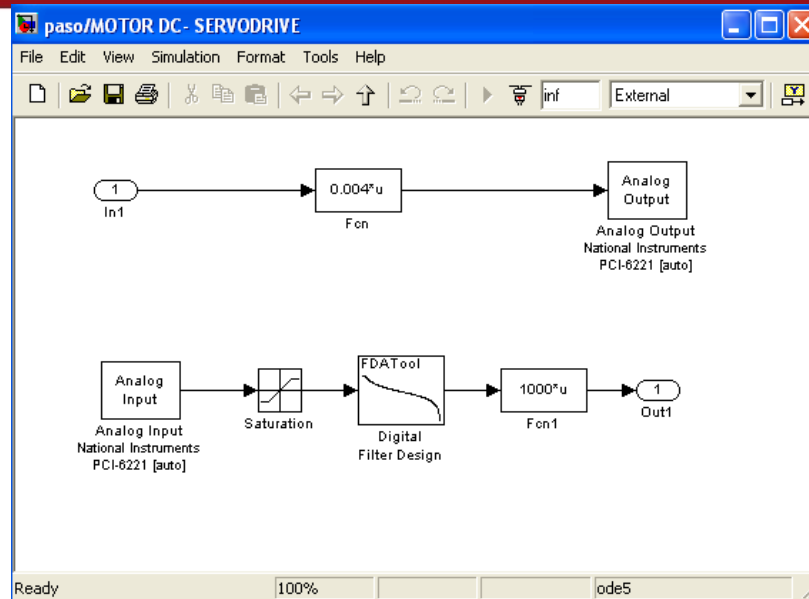 paso/MOTOR DC- SERVODRIVE
File Edit View Simulation Format Tools Help
inf External
1
In1
0.004*u
Fcn
Analog
Output
Analog Output
National Instruments
PCI-6221 [auto]
Analog
Input
Analog Input
National Instruments
PCI-6221 [auto]
Saturation
FDATool
Digital
Filter Design
1000*u
Fcn1
1
Out1
Ready 100% ode5